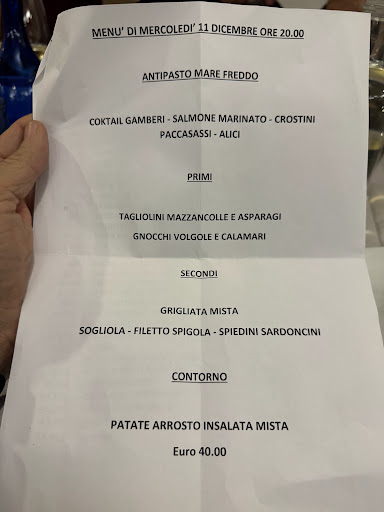 MENU' DI MERCOLEDI' 11 DICEMBRE ORE 20.00
ANTIPASTO MARE FREDDO
COKTAIL GAMBERI - SALMONE MARINATO - CROSTINI
PACCASASSI - ALICI
PRIMI
TAGLIOLINI MAZZANCOLLE E ASPARAGI
GNOCCHI VOLGOLE E CALAMARI
SECONDI
GRIGLIATA MISTA
SOGLIOLA - FILETTO SPIGOLA - SPIEDINI SARDONCINI
CONTORNO
PATATE ARROSTO INSALATA MISTA
Euro 40.00